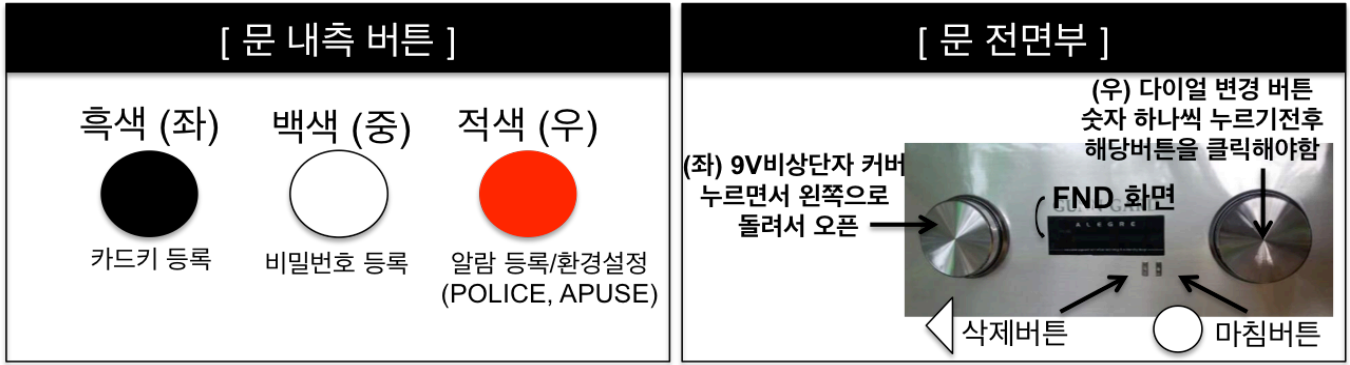 [ 문 내측 버튼 ]
흑색 (좌)
백색 (중)
적색 (우)
카드키 등록
비밀번호 등록
알람 등록/환경설정
(POLICE, APUSE)
[ 문 전면부 ]
(우) 다이얼 변경 버튼
숫자 하나씩 누르기전후
해당버튼을 클릭해야함
(좌) 9V비상단자 커버
누르면서 왼쪽으로
돌려서 오픈
FND 화면
ALEGRE
삭제버튼
마침버튼